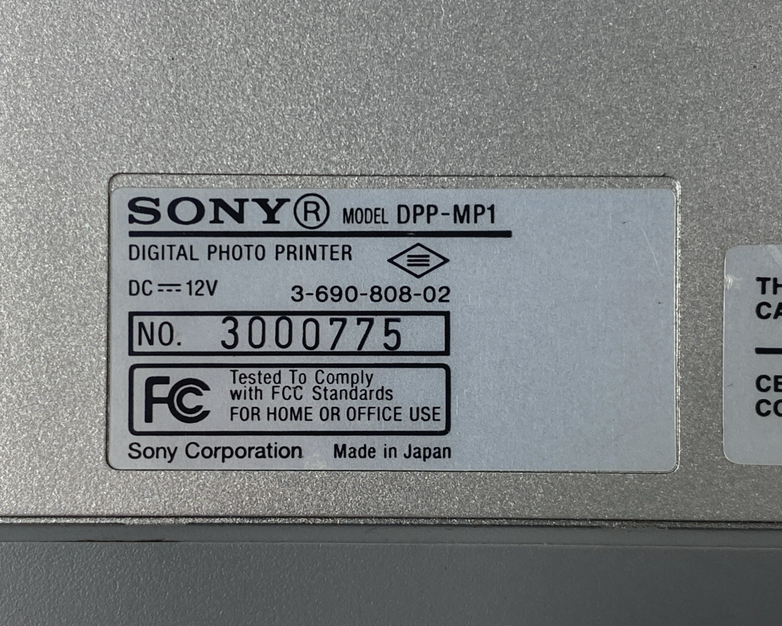 SONY® MODEL DPP-MP1
DIGITAL PHOTO PRINTER
DC ⎓ 12V 3-690-808-02
NO. 3000775
FC Tested To Comply
with FCC Standards
FOR HOME OR OFFICE USE
Sony Corporation Made in Japan